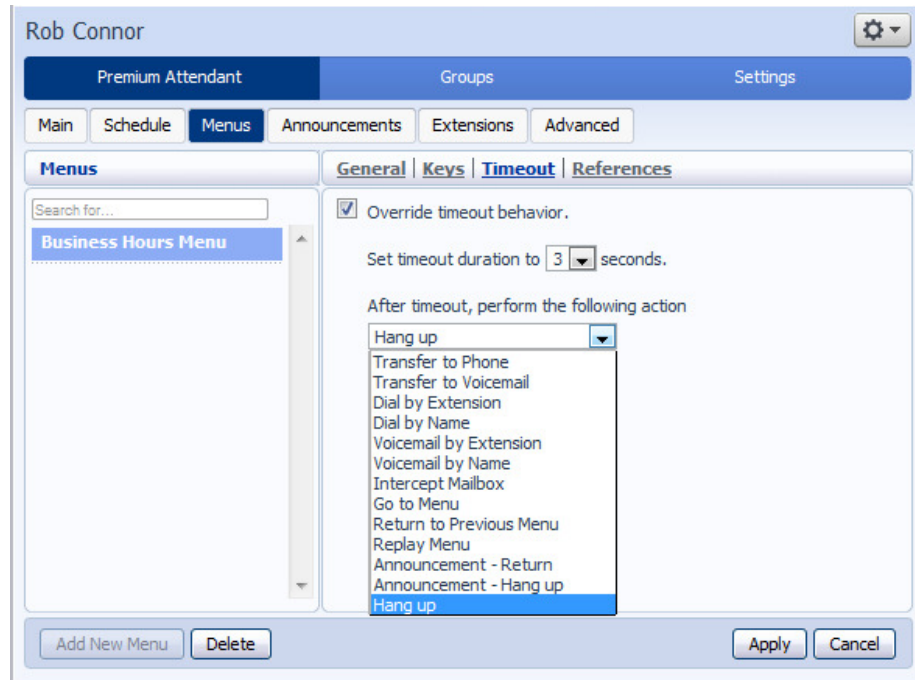 Rob Connor
Premium Attendant Groups Settings
Main Schedule Menus Announcements Extensions Advanced
Menus
General | Keys | Timeout | References
Search for...
Business Hours Menu
Override timeout behavior.
Set timeout duration to 3 seconds.
After timeout, perform the following action
Hang up
Transfer to Phone
Transfer to Voicemail
Dial by Extension
Dial by Name
Voicemail by Extension
Voicemail by Name
Intercept Mailbox
Go to Menu
Return to Previous Menu
Replay Menu
Announcement - Return
Announcement - Hang up
Hang up
Add New Menu Delete Apply Cancel